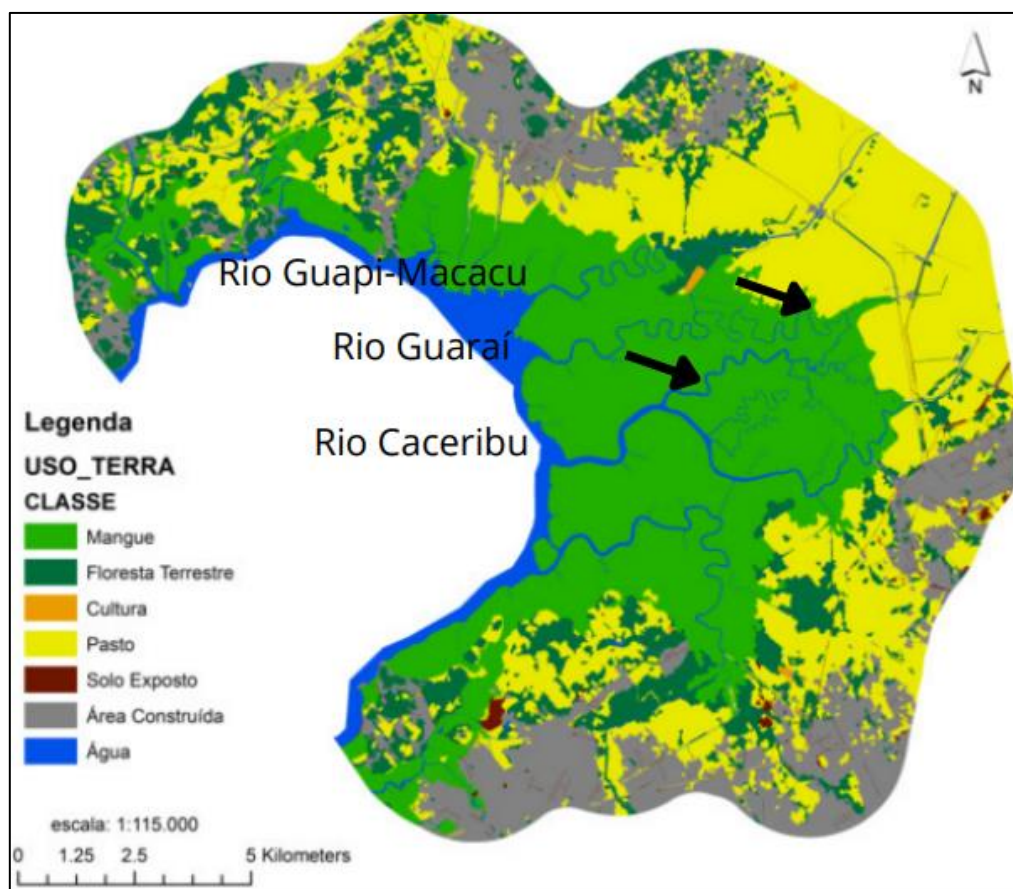 N
Rio Guapi-Macacu
Rio Guaraí
Rio Caceribu
Legenda
USO_TERRA
CLASSE
Mangue
Floresta Terrestre
Cultura
Pasto
Solo Exposto
Área Construída
Água
escala: 1:115.000
0 1.25 2.5 5 Kilometers